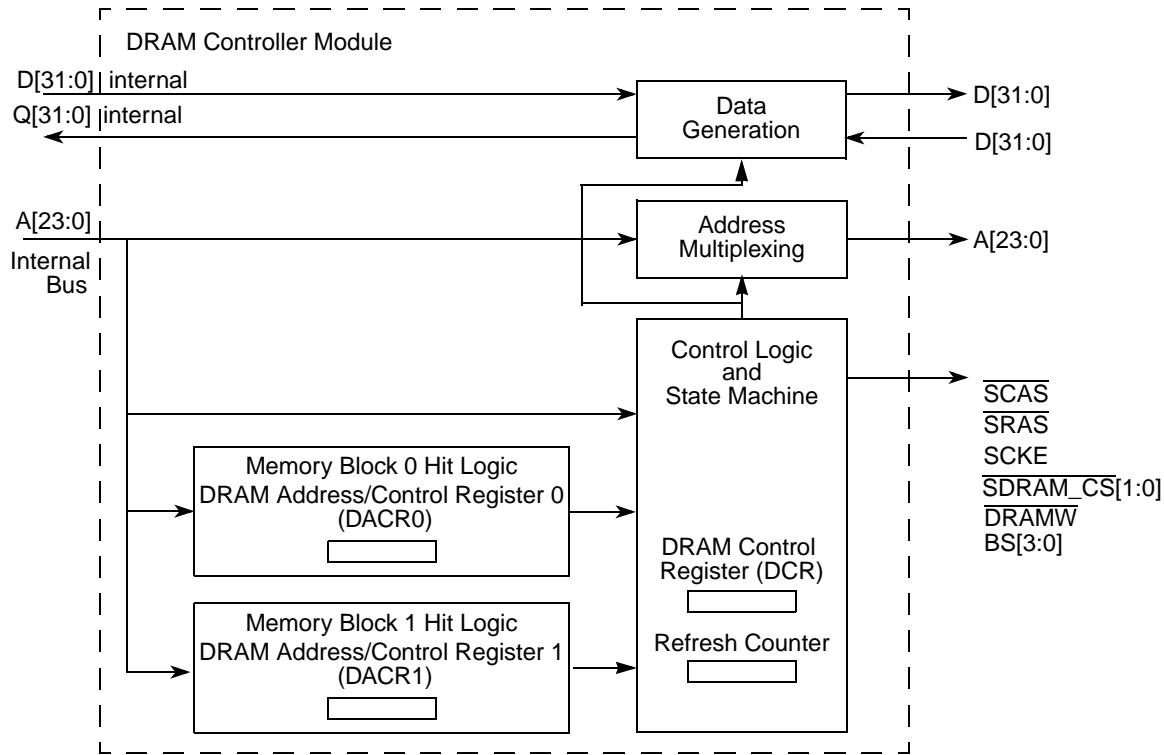 DRAM Controller Module
D[31:0] internal
Q[31:0] internal
Data
Generation
D[31:0]
D[31:0]
A[23:0]
Internal
Bus
Address
Multiplexing
A[23:0]
Control Logic
and
State Machine
SCAS
SRAS
SCKE
SDRAM_CS[1:0]
DRAMW
BS[3:0]
Memory Block 0 Hit Logic
DRAM Address/Control Register 0
(DACR0)
DRAM Control
Register (DCR)
Memory Block 1 Hit Logic
DRAM Address/Control Register 1
(DACR1)
Refresh Counter